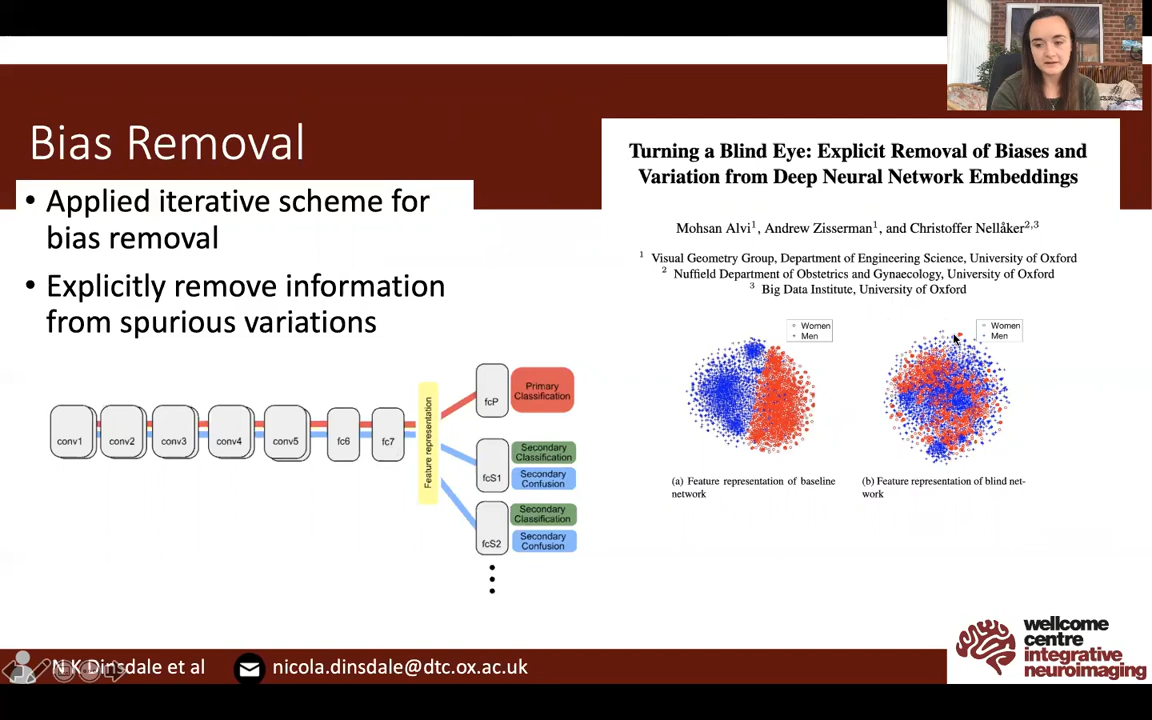 Bias Removal
• Applied iterative scheme for
bias removal
• Explicitly remove information
from spurious variations
conv1
conv2
conv3
conv4
conv5
fc6
fc7
Feature representation
fcP
Primary
Classification
fcS1
Secondary
Classification
Secondary
Confusion
fcS2
Secondary
Classification
Secondary
Confusion
Turning a Blind Eye: Explicit Removal of Biases and
Variation from Deep Neural Network Embeddings
Mohsan Alvi1, Andrew Zisserman1, and Christoffer Nellåker2,3
1 Visual Geometry Group, Department of Engineering Science, University of Oxford
2 Nuffield Department of Obstetrics and Gynaecology, University of Oxford
3 Big Data Institute, University of Oxford
Women
Men
Women
Men
(a) Feature representation of baseline
network
(b) Feature representation of blind net-
work
N K Dinsdale et al
nicola.dinsdale@dtc.ox.ac.uk
wellcome
centre
integrative
neuroimaging